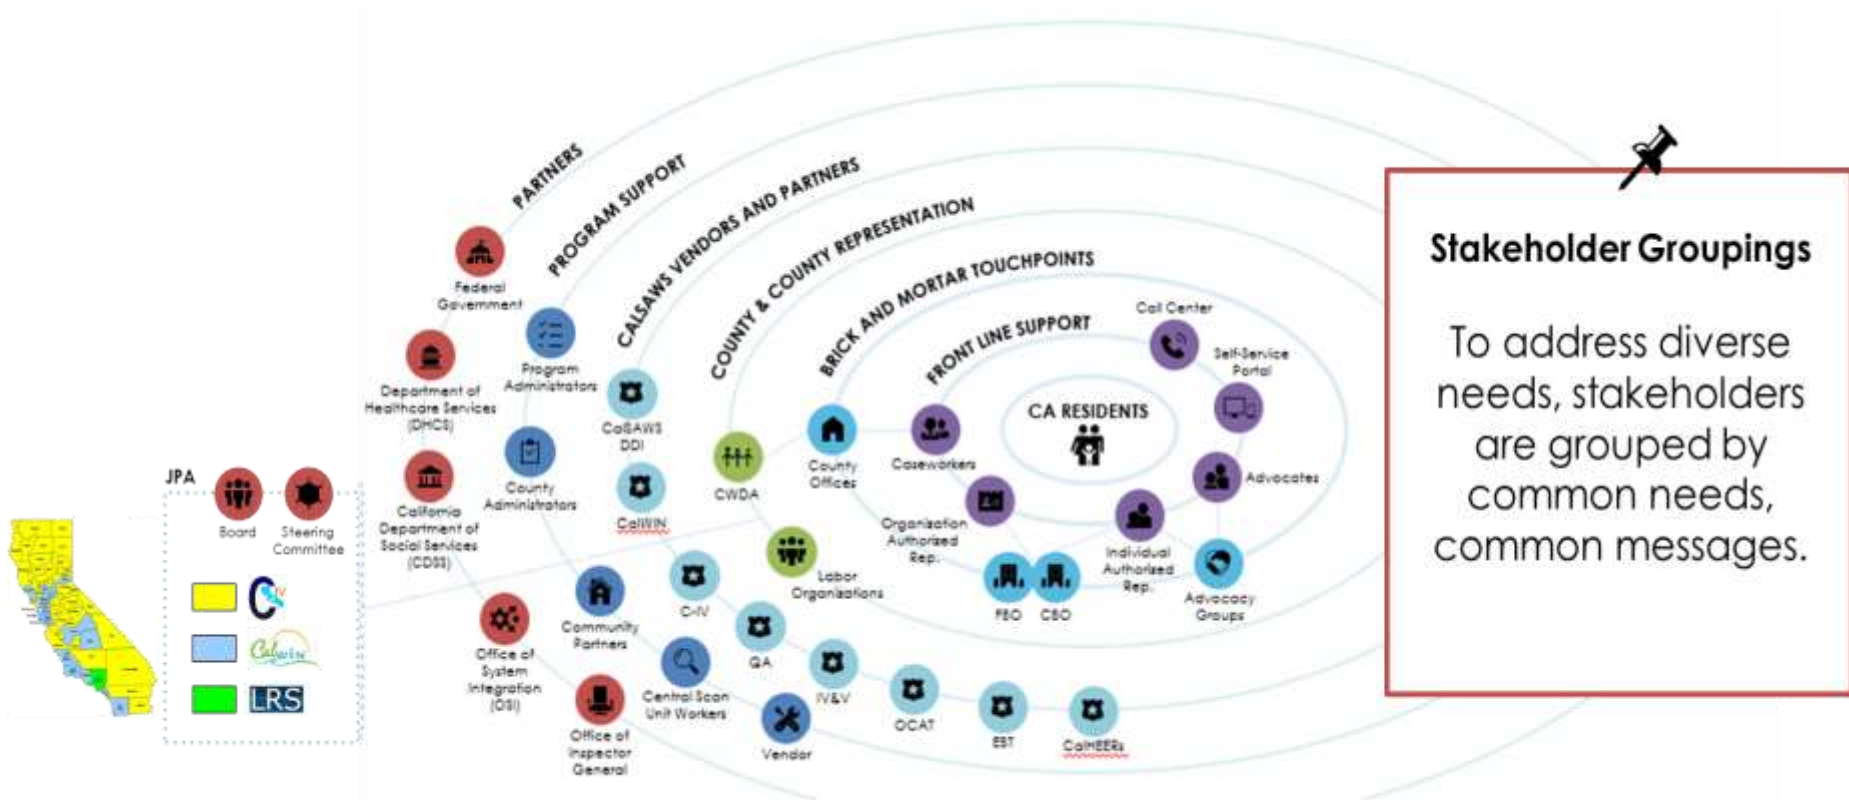 PARTNERS
PROGRAM SUPPORT
CALSAWS VENDORS AND PARTNERS
COUNTY & COUNTY REPRESENTATION
BRICK AND MORTAR TOUCHPOINTS
FRONT LINE SUPPORT
CA RESIDENTS
Federal
Government
Department of
Healthcare Services
(DHCS)
California
Department of
Social Services
(CDSS)
Office of
System
Integration
(OSI)
Office of
Inspector
General
Program
Administrators
County
Administrators
Community
Partners
Central Scan
Unit Workers
Vendor
CalSAWS
DDI
CalWIN
C-IV
QA
IV&V
OCAT
EBT
CalHEERs
CWDA
Labor
Organizations
County
Offices
FBO
CBO
Advocacy
Groups
Call Center
Self-Service
Portal
Caseworkers
Organization
Authorized
Rep.
Individual
Authorized
Rep.
Advocates
JPA
Board
Steering
Committee
C IV
CalWIN
LRS
Stakeholder Groupings
To address diverse
needs, stakeholders
are grouped by
common needs,
common messages.